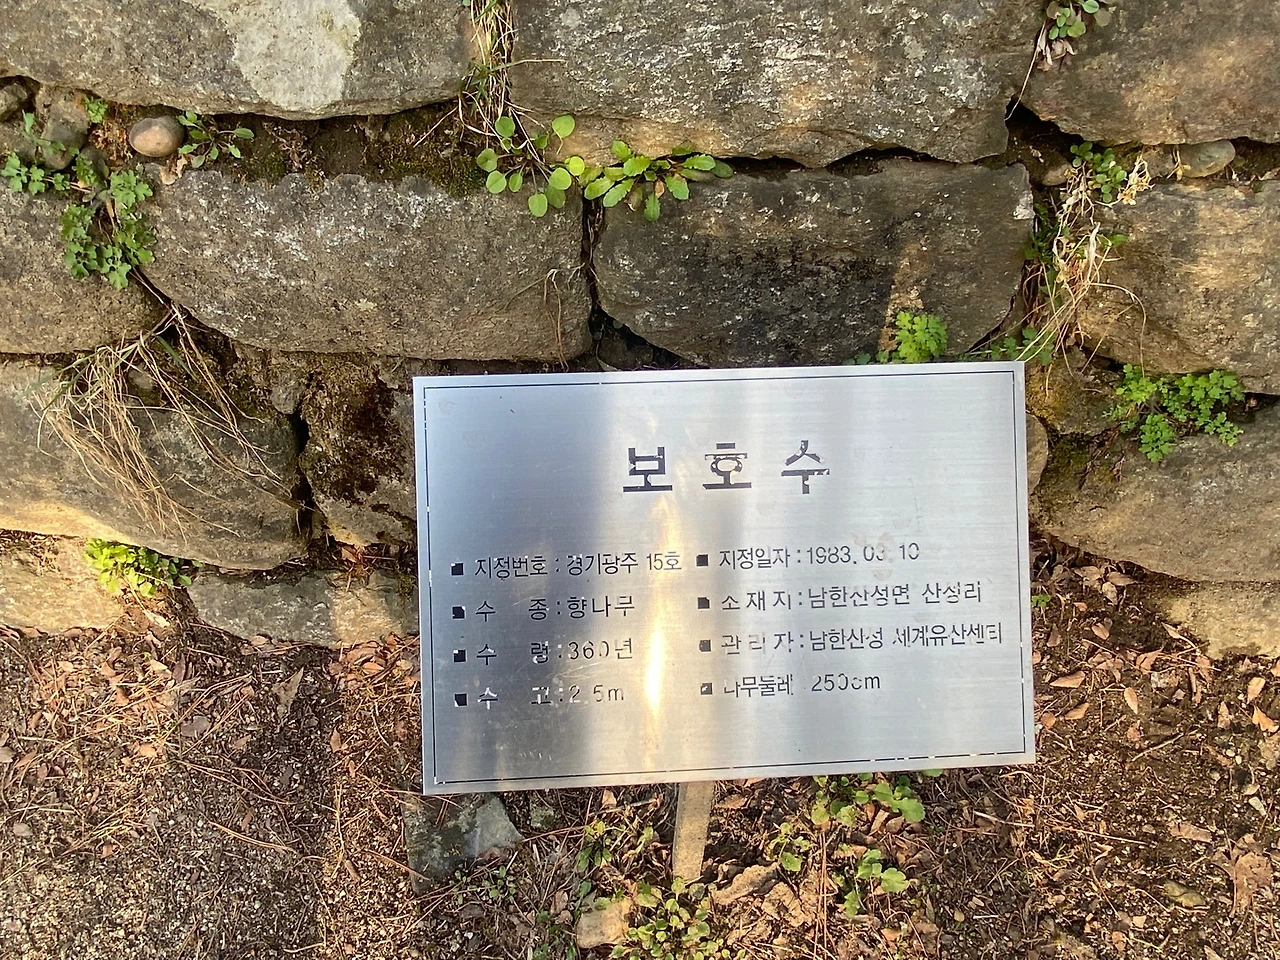 보호수
■ 지정번호 : 경기광주 15호 ■ 지정일자 : 1983. 03. 10
■ 수 종 : 향나무 ■ 소재지 : 남한산성면 산성리
■ 수 령 : 360년 ■ 관리자 : 남한산성 세계유산센터
■ 수 고 : 2.5m ■ 나무둘레 250cm